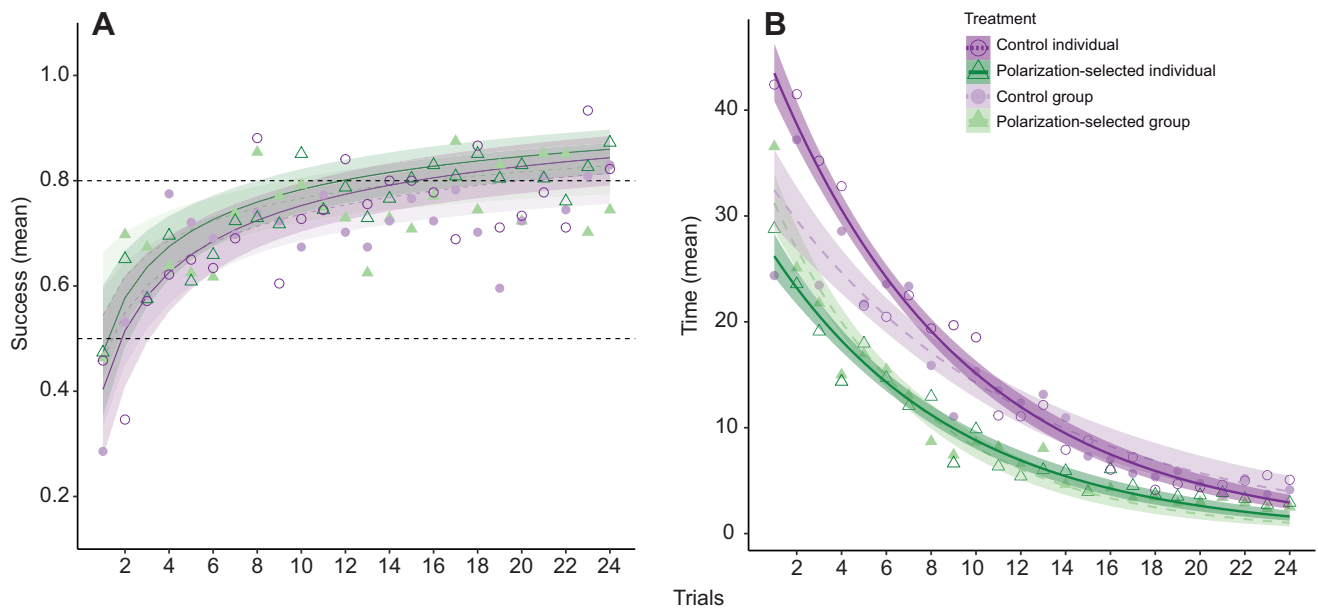 A
Success (mean)
1.0
0.8
0.6
0.4
0.2
2 4 6 8 10 12 14 16 18 20 22 24
B
Treatment
Control individual
Polarization-selected individual
Control group
Polarization-selected group
Time (mean)
40
30
20
10
0
2 4 6 8 10 12 14 16 18 20 22 24
Trials